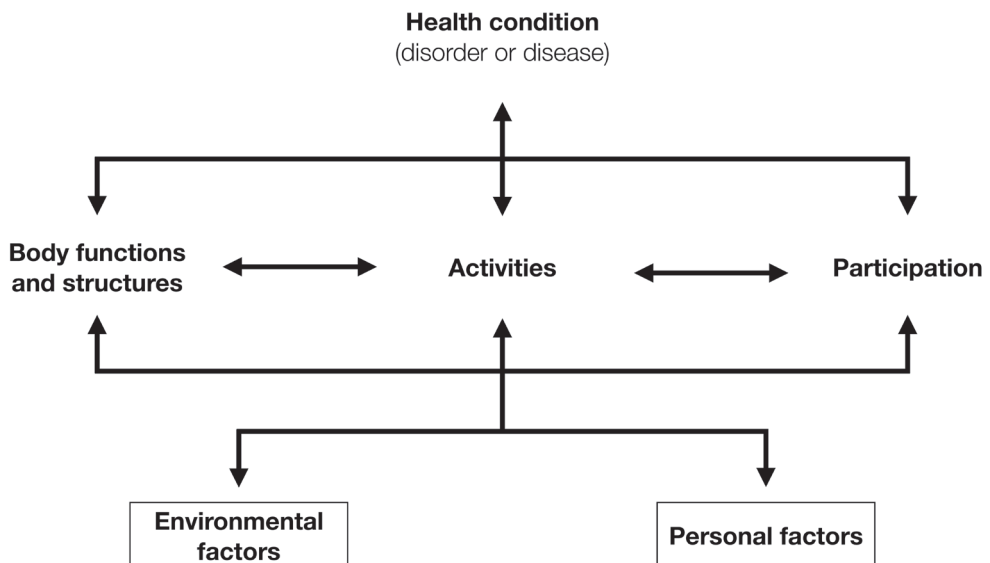 Health condition
(disorder or disease)
Body functions
and structures
Activities
Participation
Environmental
factors
Personal factors